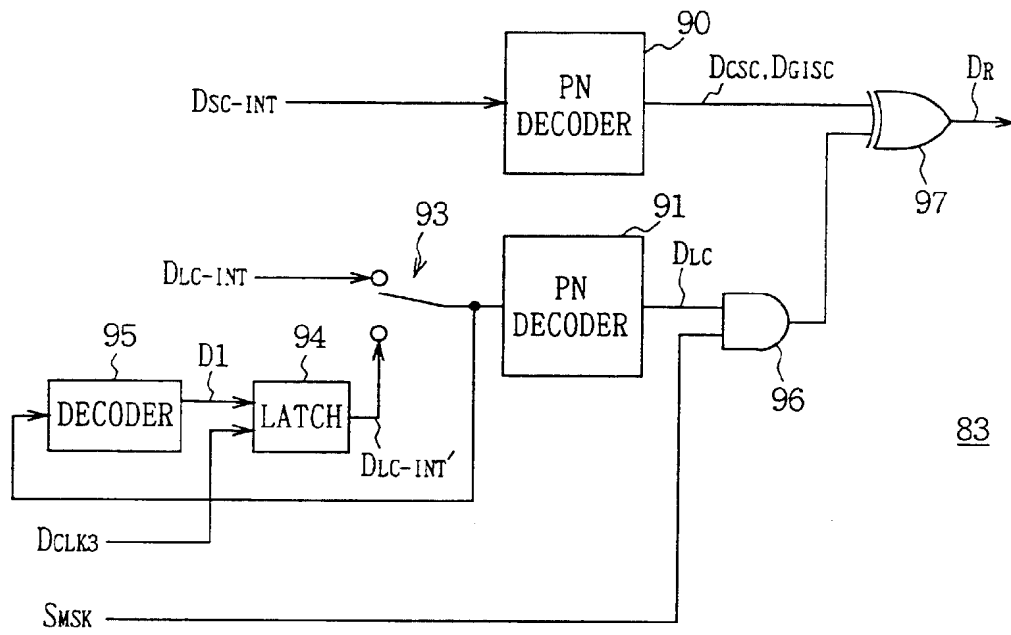 90
PN
DECODER
DSC-INT
DCSC, DGISC
DR
97
91
93
DLC-INT
PN
DECODER
DLC
96
95
D1
94
DECODER
LATCH
DLC-INT′
83
DCLK3
SMSK